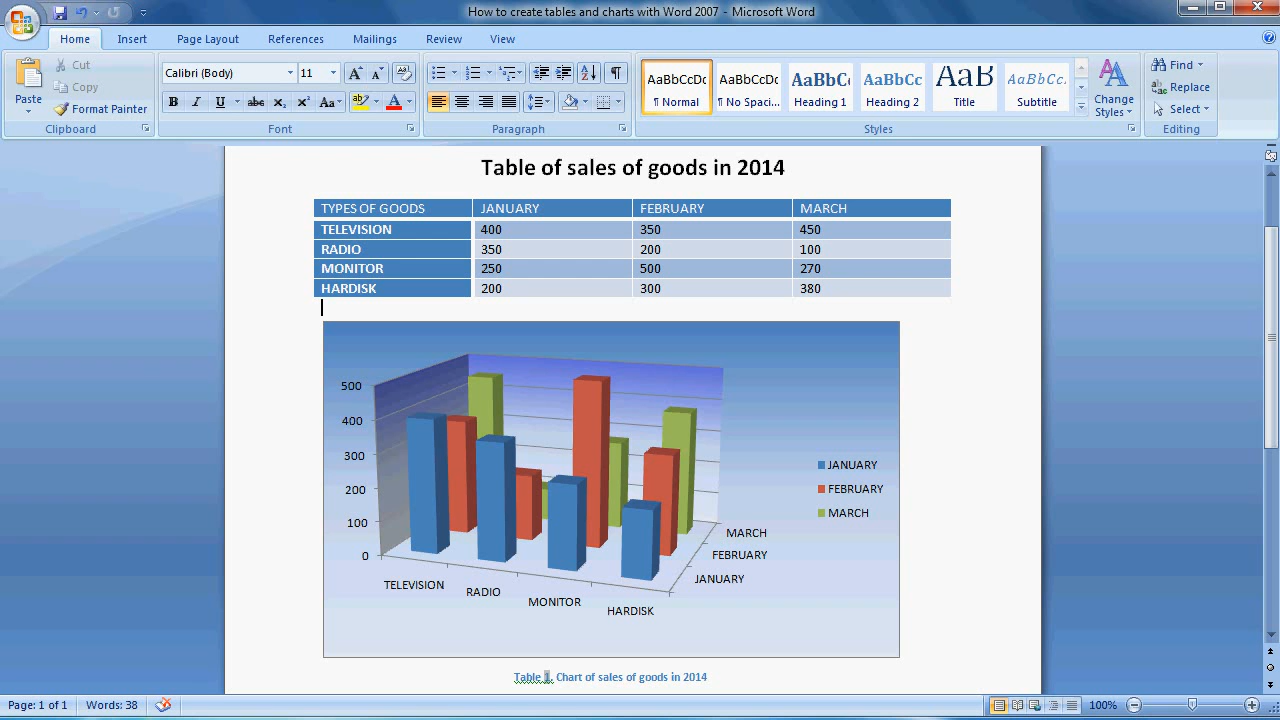 How to create tables and charts with Word 2007 - Microsoft Word
Home Insert Page Layout References Mailings Review View
Cut
Copy
Format Painter
Paste
Clipboard
Calibri (Body) 11
B I U abc x₂ x² Aa ab A
Font
Paragraph
AaBbCcDc AaBbCcDc AaBbC AaBbCc AaB AaBbCc.
¶ Normal ¶ No Spaci... Heading 1 Heading 2 Title Subtitle
Change Styles
Styles
Find
Replace
Select
Editing
Table of sales of goods in 2014
TYPES OF GOODS JANUARY FEBRUARY MARCH
TELEVISION 400 350 450
RADIO 350 200 100
MONITOR 250 500 270
HARDISK 200 300 380
500
400
300
200
100
0
TELEVISION
RADIO
MONITOR
HARDISK
MARCH
FEBRUARY
JANUARY
JANUARY
FEBRUARY
MARCH
Table 1. Chart of sales of goods in 2014
Page: 1 of 1 Words: 38 100%